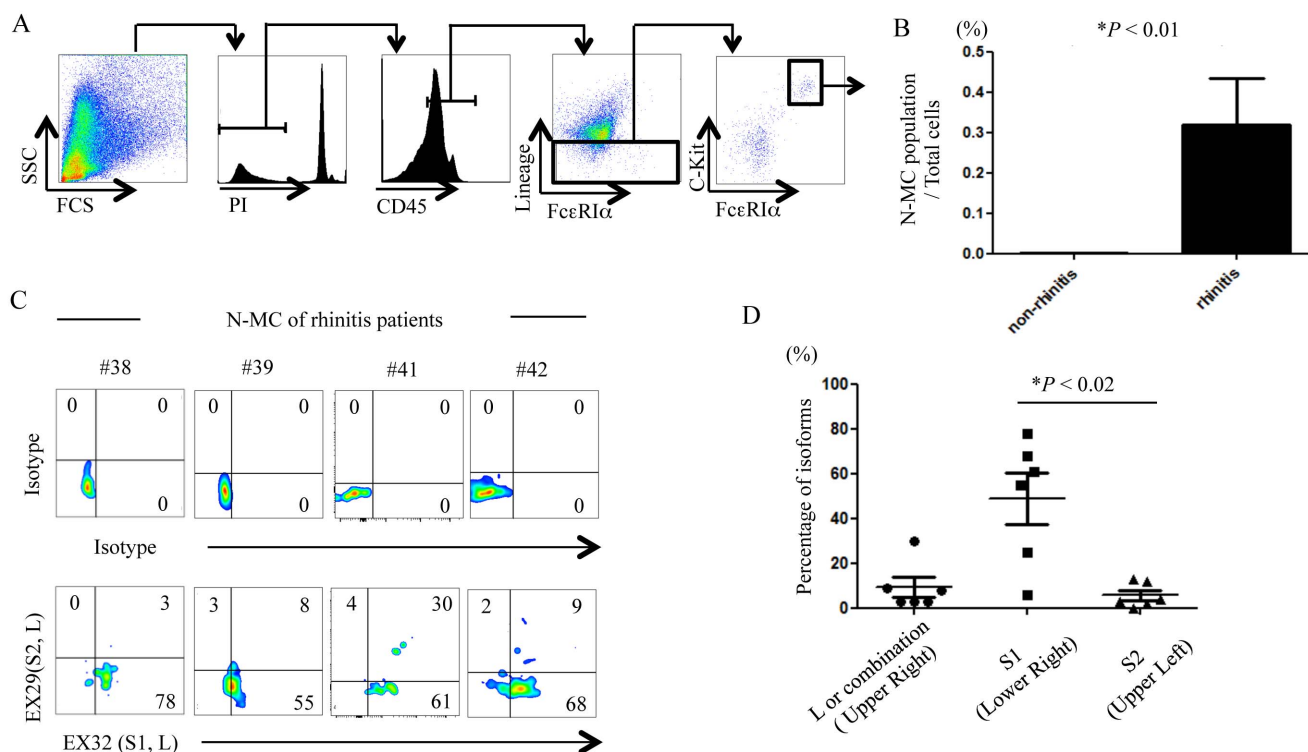 A
SSC
FCS
PI
CD45
Lineage
FcεRIα
C-Kit
FcεRIα
B
(%)
*P < 0.01
N-MC population
/ Total cells
0.5
0.4
0.3
0.2
0.1
0.0
non-rhinitis
rhinitis
C
N-MC of rhinitis patients
#38 #39 #41 #42
Isotype
0 0 0 0 0 0 0 0
0 0 0 0
Isotype
EX29(S2, L)
0 3 3 8 4 30 2 9
78 55 61 68
EX32 (S1, L)
D
(%)
*P < 0.02
Percentage of isoforms
100
80
60
40
20
0
L or combination
( Upper Right)
S1
(Lower Right)
S2
(Upper Left)